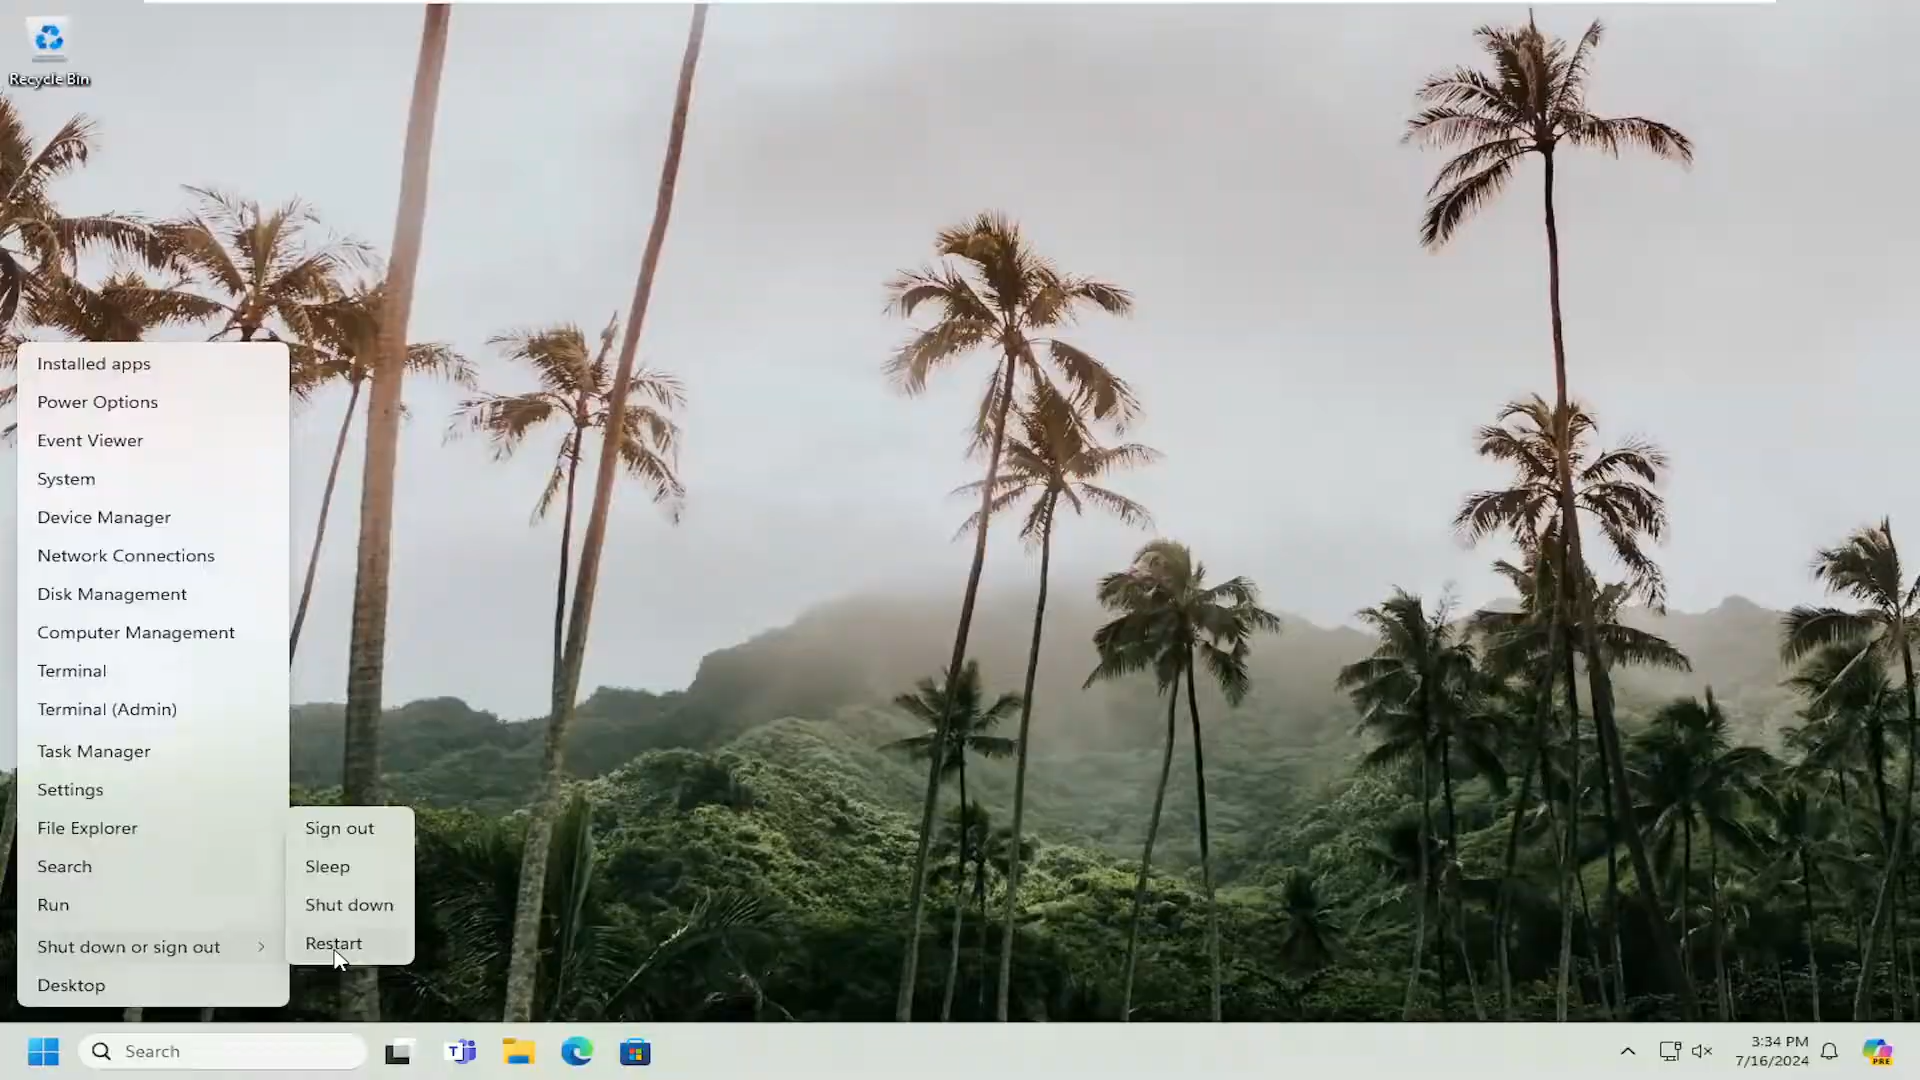 Recycle Bin
Installed apps
Power Options
Event Viewer
System
Device Manager
Network Connections
Disk Management
Computer Management
Terminal
Terminal (Admin)
Task Manager
Settings
File Explorer
Search
Run
Shut down or sign out
Desktop
Sign out
Sleep
Shut down
Restart
Search
T
3:34 PM
7/16/2024
PRE